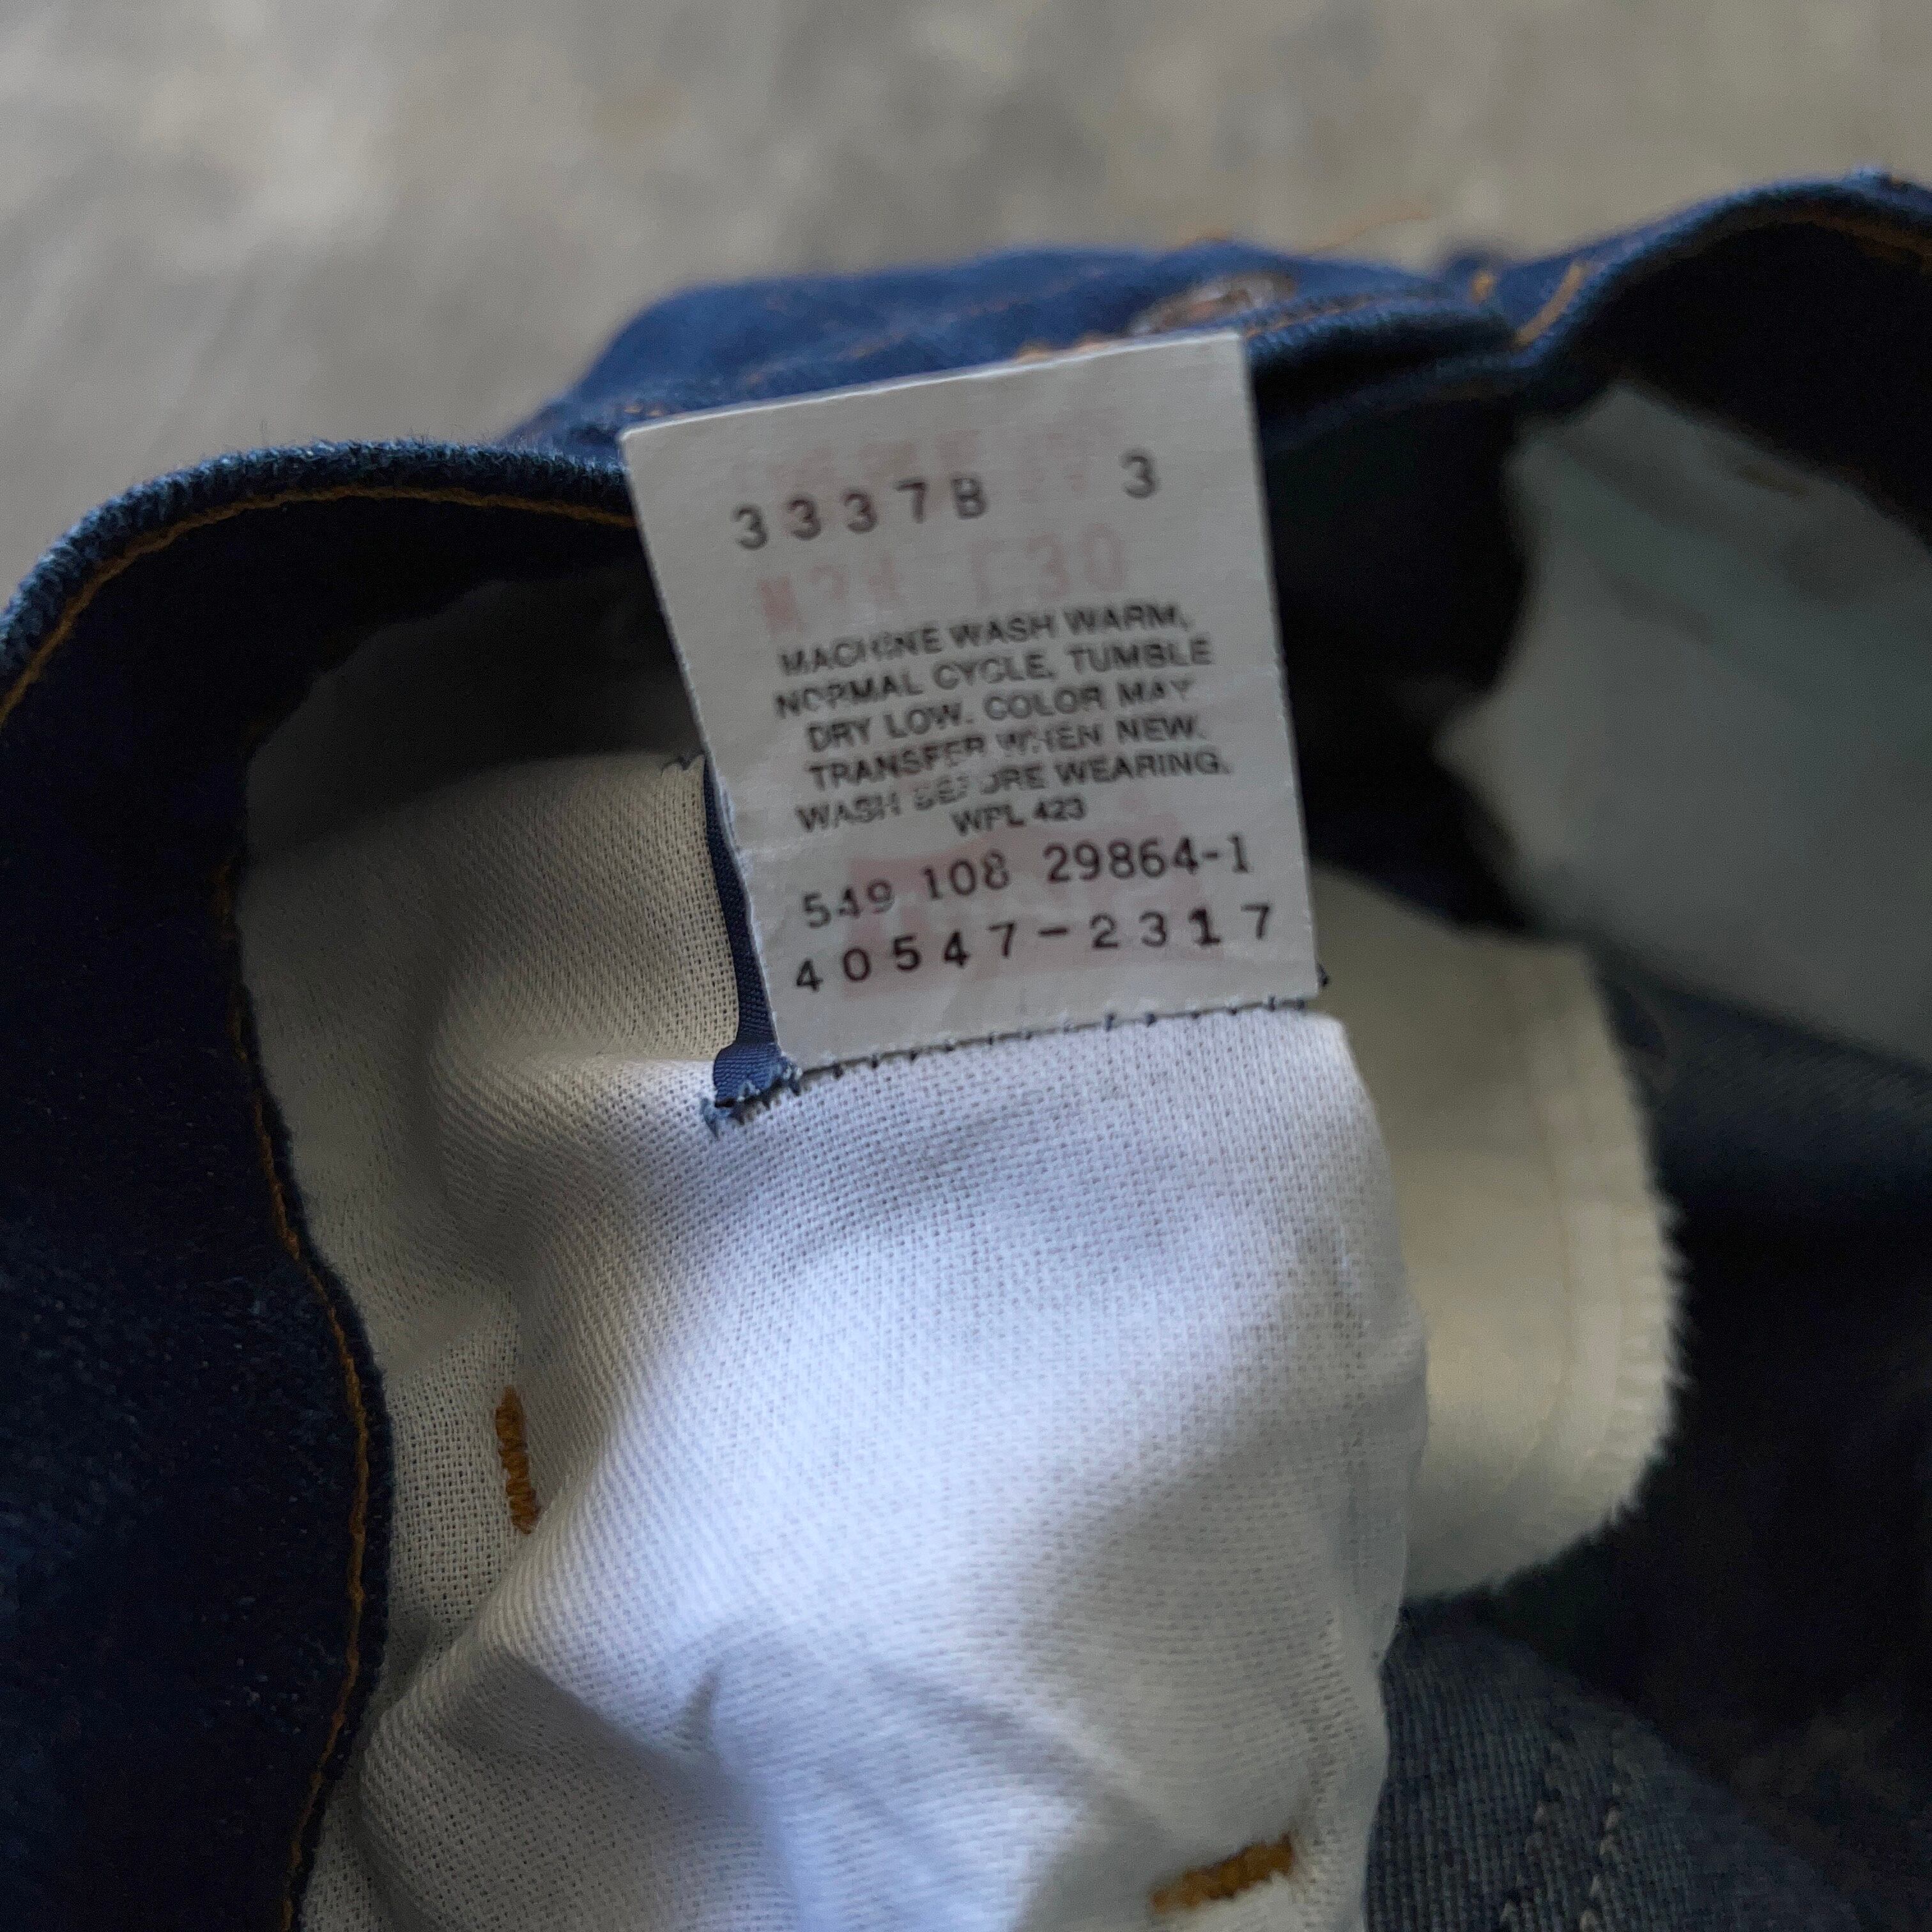 3337B 3
MACHINE WASH WARM,
NORMAL CYCLE, TUMBLE
DRY LOW. COLOR MAY
TRANSFER WHEN NEW.
WASH BEFORE WEARING.
WPL 423
549 108 29864-1
40547-2317